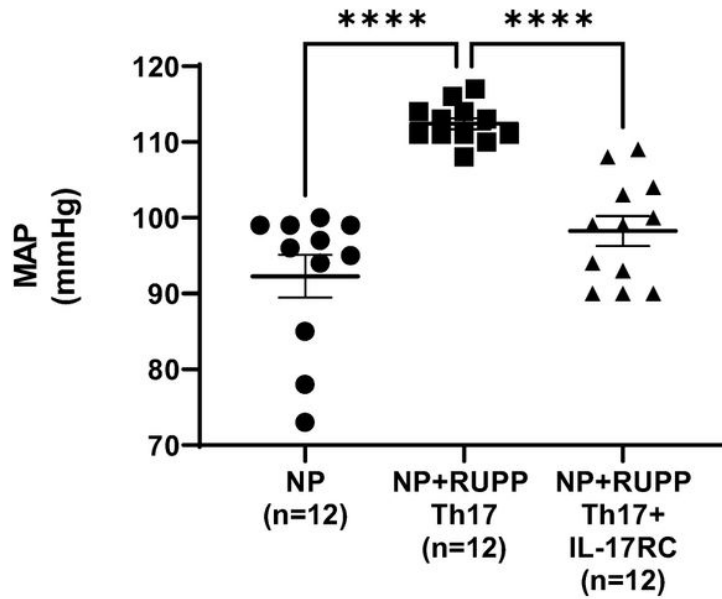 **** ****
120
110
100
90
80
70
MAP
(mmHg)
NP
(n=12)
NP+RUPP
Th17
(n=12)
NP+RUPP
Th17+
IL-17RC
(n=12)